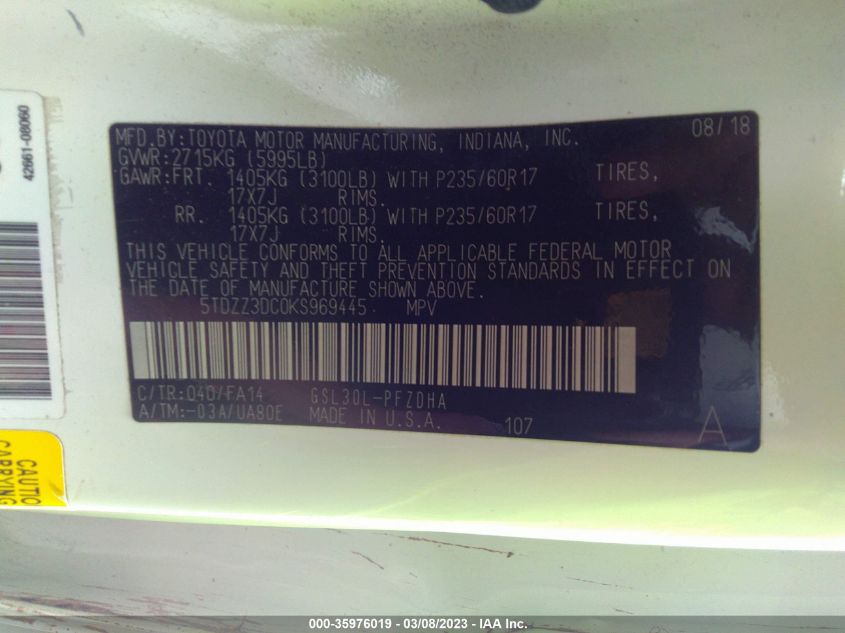 42661-08060
MFD.BY:TOYOTA MOTOR MANUFACTURING, INDIANA, INC. 08/18
GVWR:2715KG (5995LB)
GAWR:FRT. 1405KG (3100LB) WITH P235/60R17 TIRES,
17X7J RIMS.
RR. 1405KG (3100LB) WITH P235/60R17 TIRES,
17X7J RIMS.
THIS VEHICLE CONFORMS TO ALL APPLICABLE FEDERAL MOTOR
VEHICLE SAFETY AND THEFT PREVENTION STANDARDS IN EFFECT ON
THE DATE OF MANUFACTURE SHOWN ABOVE.
5TDZZ3DC0KS969445 MPV
C/TR:040/FA14 GSL30L-PFZDHA
A/TM:-03A/UA80E MADE IN U.S.A. 107 A
CAUTIO
CARRYING
000-35976019 - 03/08/2023 - IAA Inc.